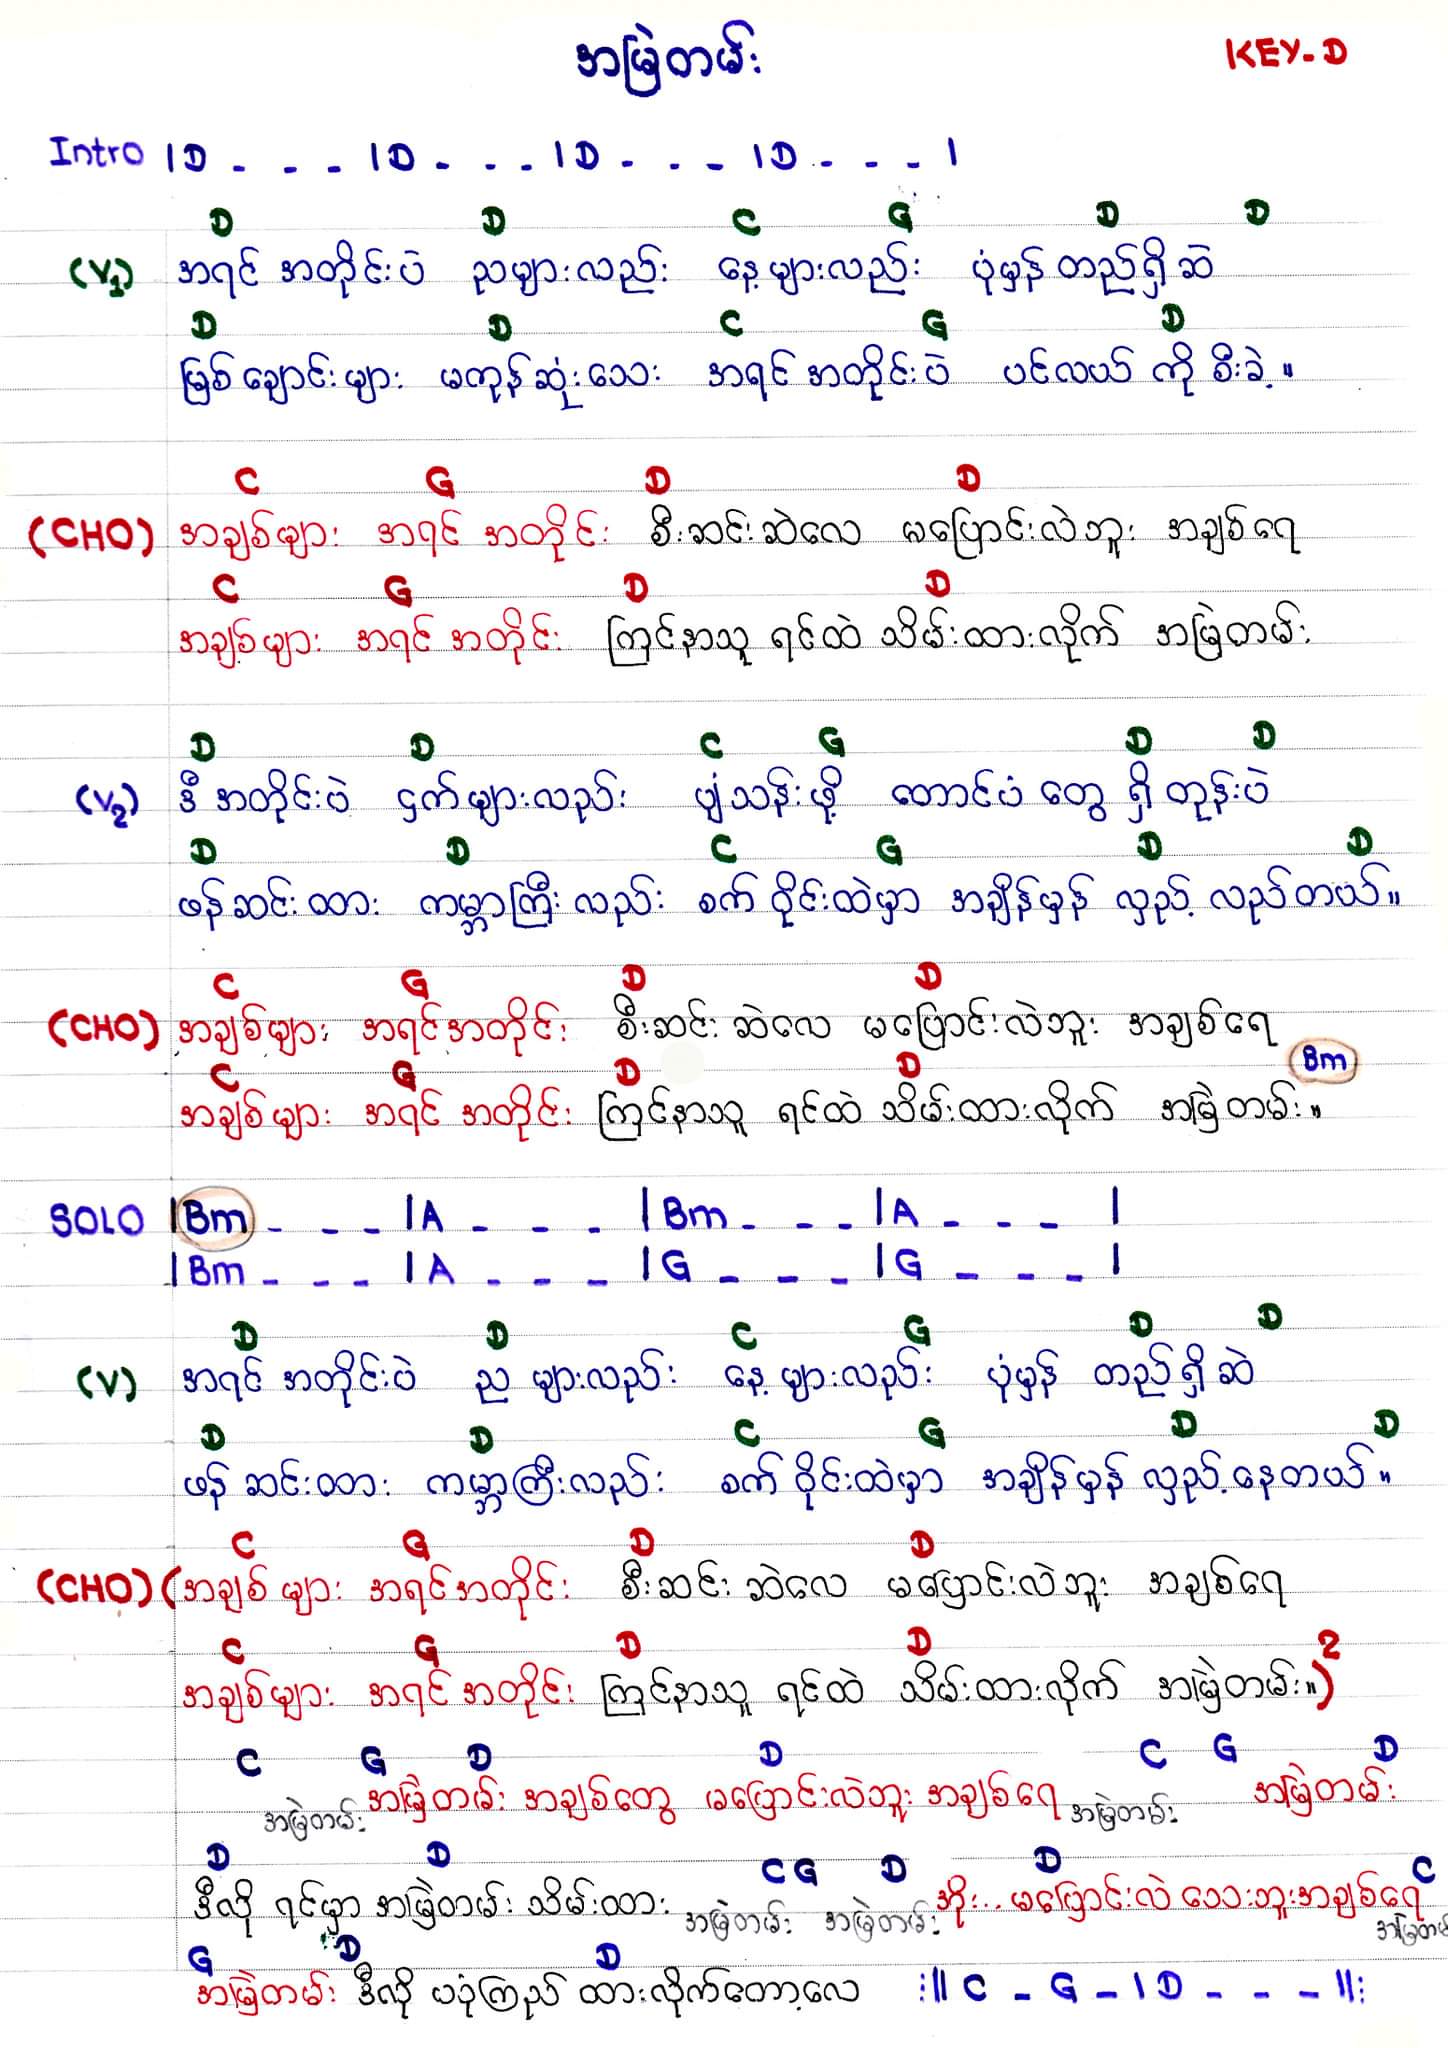 အမြဲတမ်း
KEY-D
Intro |D - - - |D - - - |D - - - |D - - - |
D D C G D D
(V1) အရင် အတိုင်းပဲ ညများလည်း နေ့များလည်း ပုံမှန် တည်ရှိဆဲ
D D C G D
မြစ်ချောင်းများ မကုန်ဆုံးသေး အရင် အတိုင်းပဲ ပင်လယ် ကို စီးခဲ့။
C G D D
(CHO) အချစ်များ အရင် အတိုင်း စီးဆင်းဆဲလေ မပြောင်းလဲဘူး အချစ်ရေ
C G D D
အချစ်များ အရင် အတိုင်း ကြင်နာသူ ရင်ထဲ သိမ်းထားလိုက် အမြဲတမ်း
D D C G D D
(V2) ဒီ အတိုင်းပဲ ငှက်များလည်း ပျံသန်းဖို့ တောင်ပံ တွေ ရှိ တုန်းပဲ
D D C G D D
ဖန်ဆင်းထား ကမ္ဘာကြီးလည်း စက်ဝိုင်းထဲမှာ အချိန်မှန် လှည့် လည်တယ်။
C G D D
(CHO) အချစ်များ အရင်အတိုင်း စီးဆင်း ဆဲလေ မပြောင်းလဲဘူး အချစ်ရေ
C G D D Bm
အချစ်များ အရင် အတိုင်း ကြင်နာသူ ရင်ထဲ သိမ်းထားလိုက် အမြဲတမ်း။
SOLO |Bm - - - |A - - - |Bm - - - |A - - - |
|Bm - - - |A - - - |G - - - |G - - - |
D D C G D D
(V) အရင် အတိုင်းပဲ ည များလည်း နေ့ များလည်း ပုံမှန် တည်ရှိဆဲ
D D C G D D
ဖန်ဆင်းထား ကမ္ဘာကြီးလည်း စက်ဝိုင်းထဲမှာ အချိန်မှန် လှည့်နေတယ်။
C G D D
(CHO) (အချစ်များ အရင်အတိုင်း စီးဆင်း ဆဲလေ မပြောင်းလဲဘူး အချစ်ရေ
C G D D
အချစ်များ အရင် အတိုင်း ကြင်နာသူ ရင်ထဲ သိမ်းထားလိုက် အမြဲတမ်း။)2
C G D D C G D
အမြဲတမ်း အမြဲတမ်း အချစ်တွေ မပြောင်းလဲဘူး အချစ်ရေ အမြဲတမ်း အမြဲတမ်း
D D C G D D C
ဒီလို ရင်မှာ အမြဲတမ်း သိမ်းထား အမြဲတမ်း အမြဲတမ်း အိုး... မပြောင်းလဲ သေးဘူးအချစ်ရေ
G D D
အမြဲတမ်း ဒီလို ယုံကြည် ထားလိုက်တော့လေ :|| C - G - | D - - - ||: